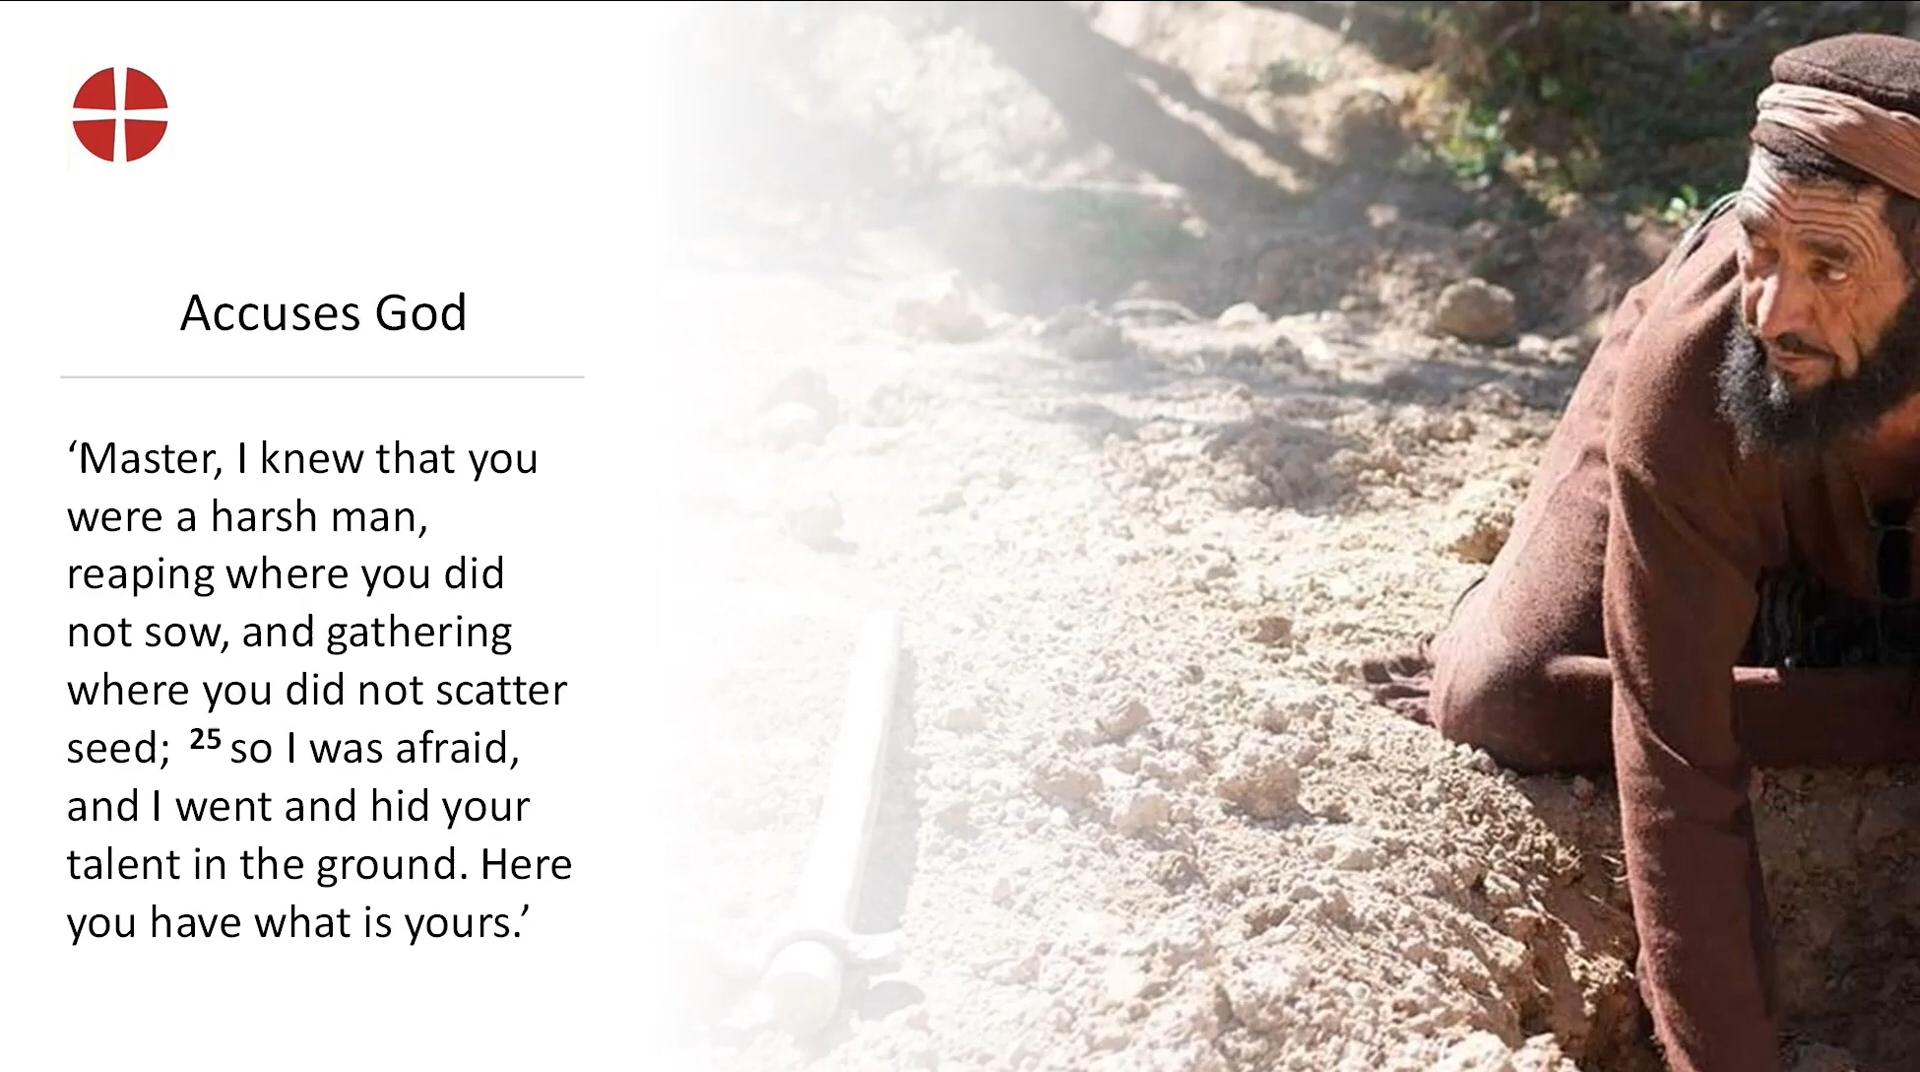 Accuses God
‘Master, I knew that you
were a harsh man,
reaping where you did
not sow, and gathering
where you did not scatter
seed; 25 so I was afraid,
and I went and hid your
talent in the ground. Here
you have what is yours.’